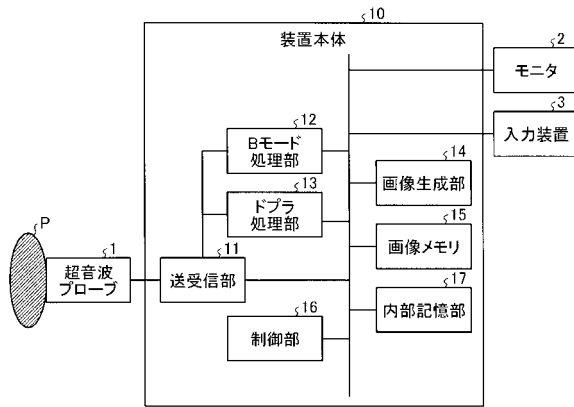 10
装置本体
2
モニタ
3
入力装置
12
Bモード
処理部
13
ドプラ
処理部
14
画像生成部
15
画像メモリ
17
内部記憶部
P
1
超音波
プローブ
11
送受信部
16
制御部